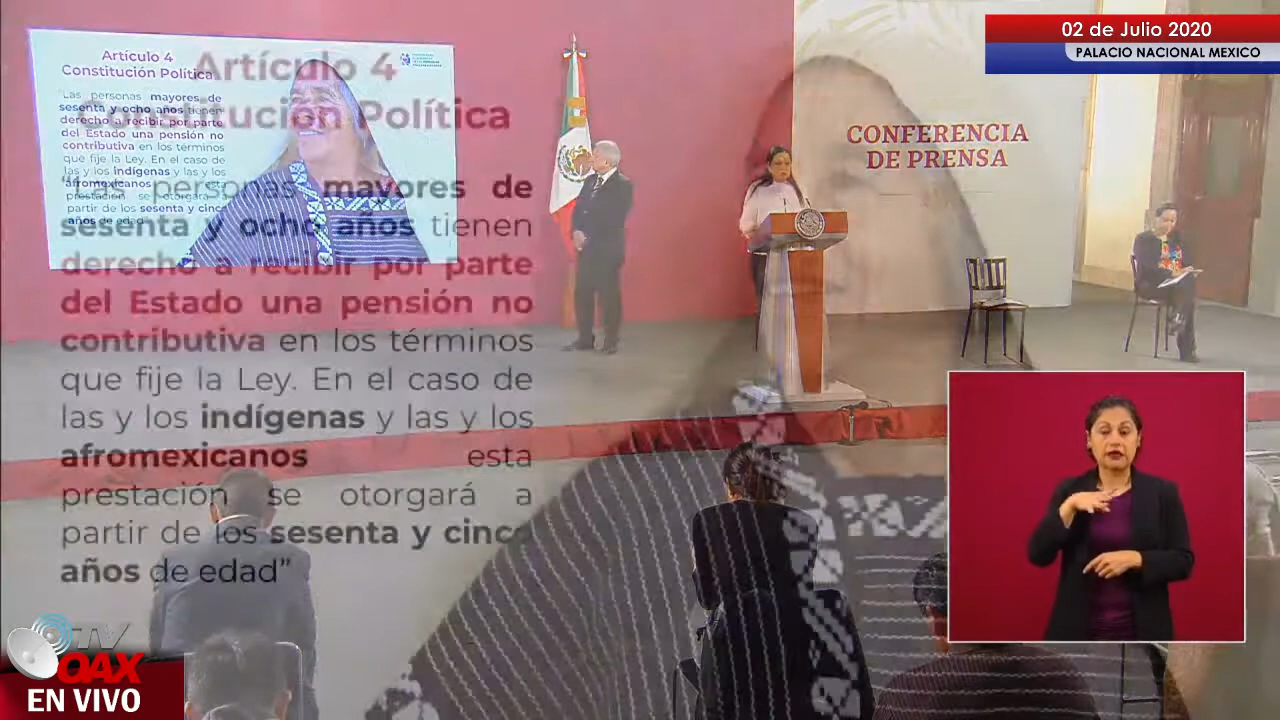 02 de Julio 2020
PALACIO NACIONAL MEXICO
Artículo 4
Constitución Política
"Las personas mayores de
sesenta y ocho años tienen
derecho a recibir por parte
del Estado una pensión no
contributiva en los términos
que fije la Ley. En el caso de
las y los indígenas y las y los
afromexicanos esta
prestación se otorgará a
partir de los sesenta y cinco
años de edad
Artículo 4
Constitución Política
"Las personas mayores de
sesenta y ocho años tienen
derecho a recibir por parte
del Estado una pensión no
contributiva en los términos
que fije la Ley. En el caso de
las y los indígenas y las y los
afromexicanos esta
prestación se otorgará a
partir de los sesenta y cinco
años de edad"
CONFERENCIA
DE PRENSA
TV
OAX
EN VIVO